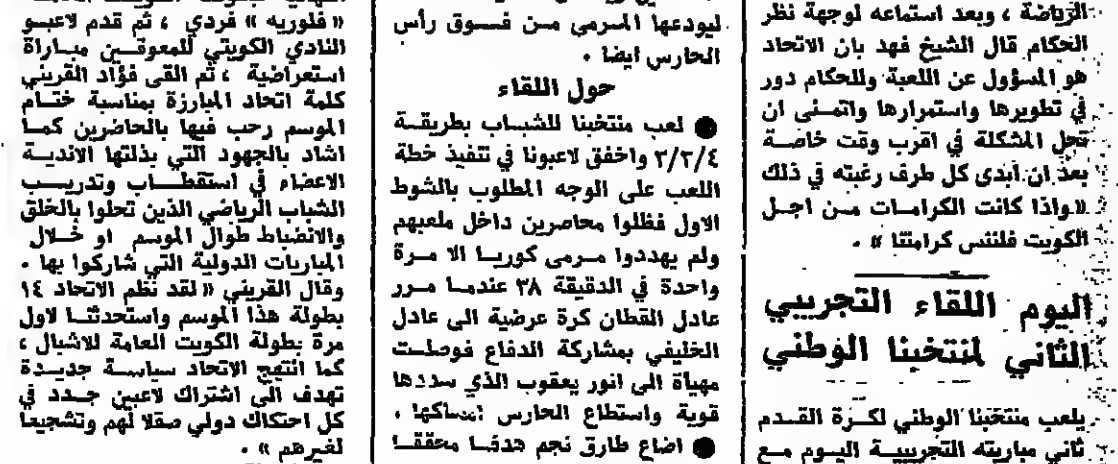 الرياضة ، وبعد استماعه لوجهة نظر
الحكام قال الشيخ فهد بان الاتحاد
هو المسؤول عن اللعبة وللحكام دور
في تطويرها واستمرارها واتمنى ان
تحل المشكلة في اقرب وقت خاصة
بعد ان أبدى كل طرف رغبته في ذلك
« واذا كانت الكرامات من اجل
الكويت فلننس كرامتنا » .
اليوم اللقاء التجريبي
الثاني لمنتخبنا الوطني
يلعب منتخبنا الوطني لكرة القدم
ثاني مباريته التجريبية اليوم مع
ليودعها المرمى من فوق رأس
الحارس ايضا .
حول اللقاء
● لعب منتخبنا للشباب بطريقة
٤/٣/٣ واخفق لاعبونا في تنفيذ خطة
اللعب على الوجه المطلوب بالشوط
الاول فظلوا محاصرين داخل ملعبهم
ولم يهددوا مرمى كوريا الا مرة
واحدة في الدقيقة ٣٨ عندما مرر
عادل القطان كرة عرضية الى عادل
الخليفي بمشاركة الدفاع فوصلت
مهيأة الى انور يعقوب الذي سددها
قوية واستطاع الحارس امساكها .
● اضاع طارق نجم هدفا محققا
« فلوريه » فردي ، ثم قدم لاعبو
النادي الكويتي للمعوقين مباراة
استعراضية ، ثم القى فؤاد القريني
كلمة اتحاد المبارزة بمناسبة ختام
الموسم رحب فيها بالحاضرين كما
اشاد بالجهود التي بذلتها الاندية
الاعضاء في استقطاب وتدريب
الشباب الرياضي الذين تحلوا بالخلق
والانضباط طوال الموسم او خلال
المباريات الدولية التي شاركوا بها .
وقال القريني « لقد نظم الاتحاد ١٤
بطولة هذا الموسم واستحدثنا لاول
مرة بطولة الكويت العامة للاشبال ،
كما انتهج الاتحاد سياسة جديدة
تهدف الى اشتراك لاعبين جدد في
كل احتكاك دولي صقلا لهم وتشجيعا
لغيرهم » .